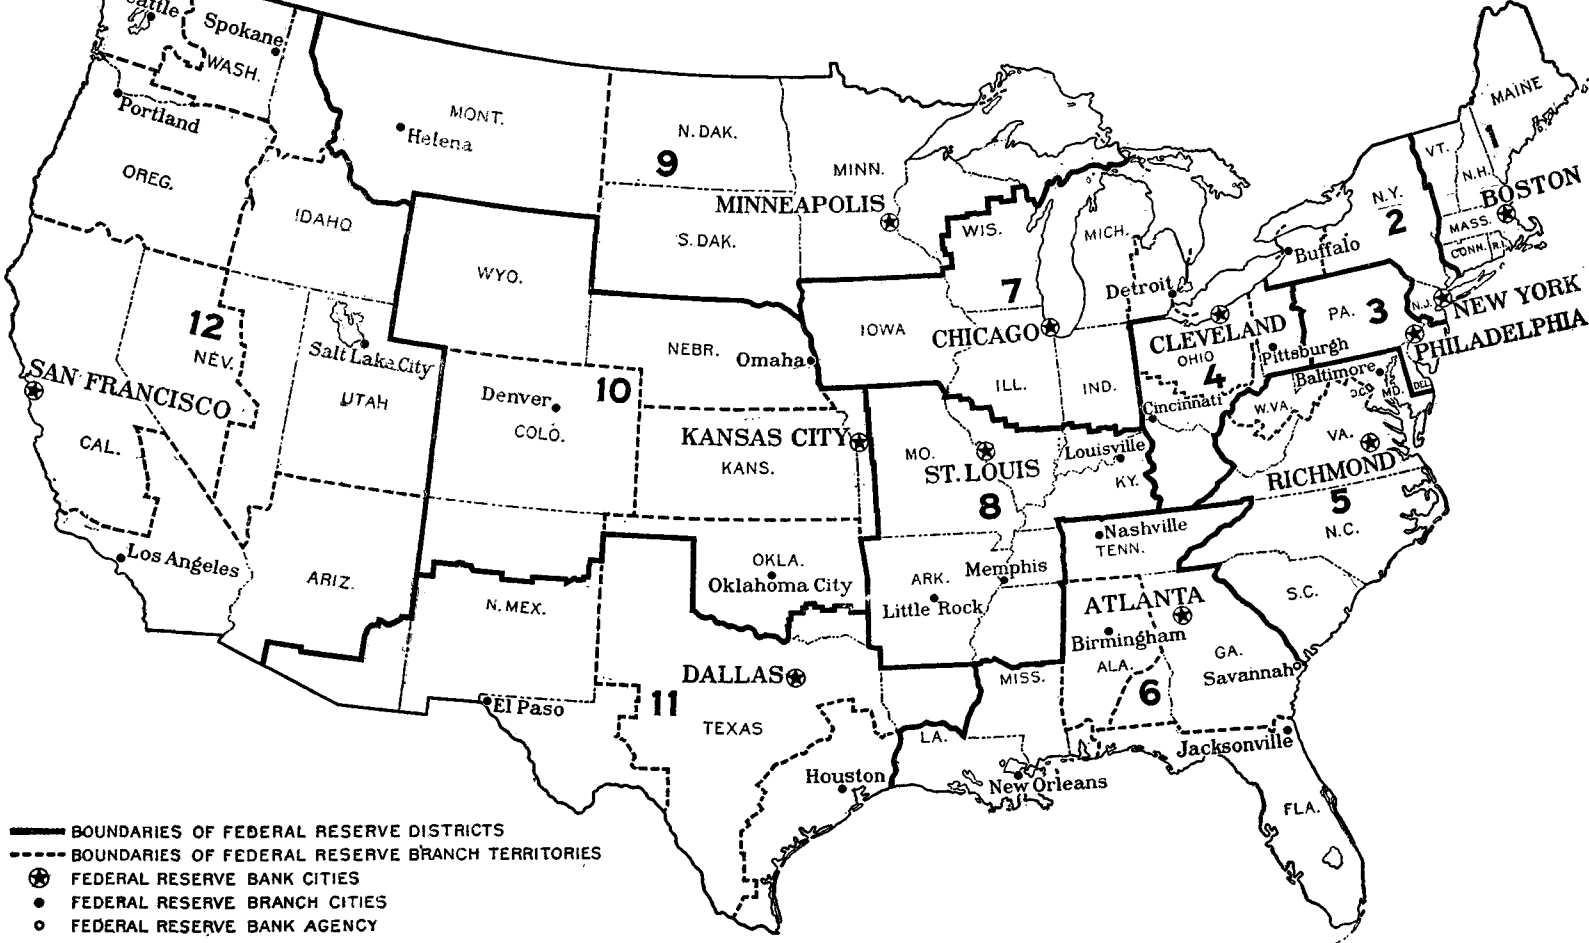 Spokane
WASH.
Portland
OREG.
MONT.
Helena
IDAHO
N. DAK.
9
S. DAK.
MINN.
MINNEAPOLIS
WYO.
WIS.
MICH.
7
Detroit
IOWA
CHICAGO
MAINE
1
VT.
N.H.
BOSTON
MASS.
CONN.
R.I.
N.Y.
2
Buffalo
NEW YORK
N.J.
PA.
3
PHILADELPHIA
CLEVELAND
OHIO
4
Pittsburgh
Cincinnati
Baltimore
D.C.
MD.
DEL.
W.VA.
VA.
RICHMOND
5
N.C.
S.C.
12
NEV.
Salt Lake City
UTAH
SAN FRANCISCO
CAL.
Los Angeles
ARIZ.
NEBR.
Omaha
10
Denver
COLO.
KANSAS CITY
KANS.
ILL.
IND.
MO.
ST. LOUIS
8
Louisville
KY.
Nashville
TENN.
Memphis
ARK.
Little Rock
OKLA.
Oklahoma City
N. MEX.
El Paso
DALLAS
11
TEXAS
Houston
LA.
New Orleans
MISS.
ATLANTA
Birmingham
ALA.
6
GA.
Savannah
Jacksonville
FLA.
BOUNDARIES OF FEDERAL RESERVE DISTRICTS
BOUNDARIES OF FEDERAL RESERVE BRANCH TERRITORIES
FEDERAL RESERVE BANK CITIES
FEDERAL RESERVE BRANCH CITIES
FEDERAL RESERVE BANK AGENCY